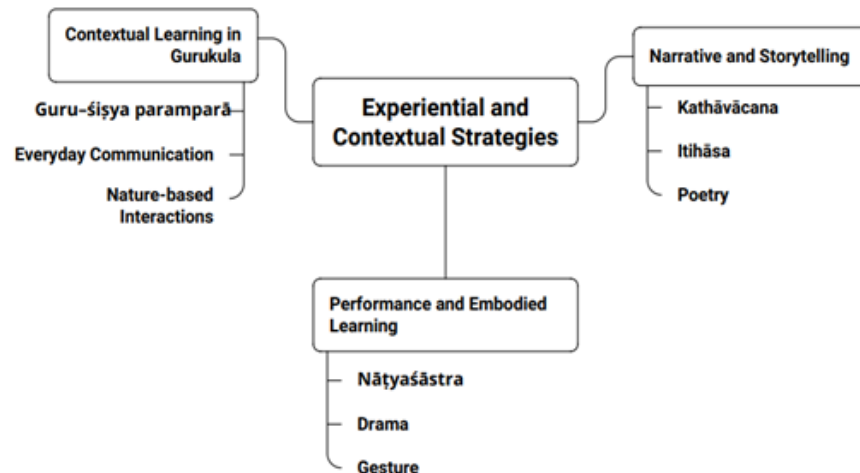 Experiential and
Contextual Strategies
Contextual Learning in
Gurukula
Guru–śiṣya paramparā
Everyday Communication
Nature-based
Interactions
Narrative and Storytelling
Kathāvācana
Itihāsa
Poetry
Performance and Embodied
Learning
Nāṭyaśāstra
Drama
Gesture